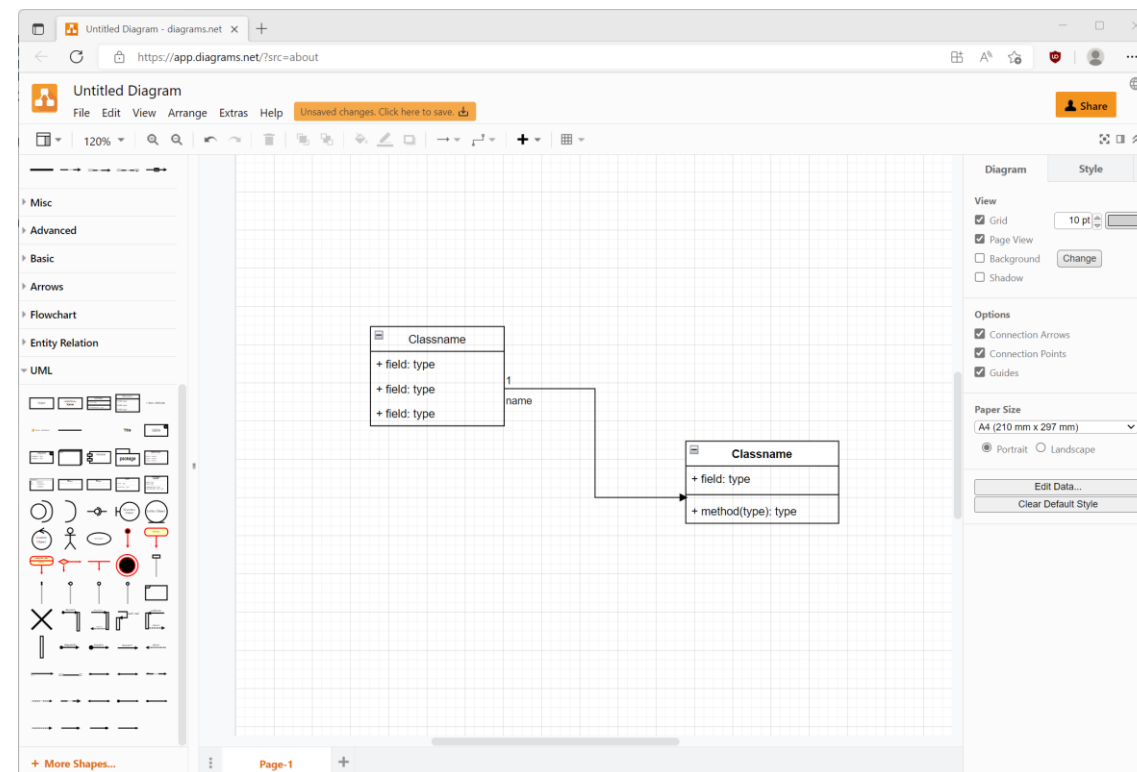 Untitled Diagram - diagrams.net
https://app.diagrams.net/?src=about
Untitled Diagram
File Edit View Arrange Extras Help Unsaved changes. Click here to save.
Share
120%
Misc
Advanced
Basic
Arrows
Flowchart
Entity Relation
UML
package
+ More Shapes...
Classname
+ field: type
+ field: type
+ field: type
1
name
Classname
+ field: type
+ method(type): type
Page-1
Diagram Style
View
Grid 10 pt
Page View
Background Change
Shadow
Options
Connection Arrows
Connection Points
Guides
Paper Size
A4 (210 mm x 297 mm)
Portrait Landscape
Edit Data...
Clear Default Style